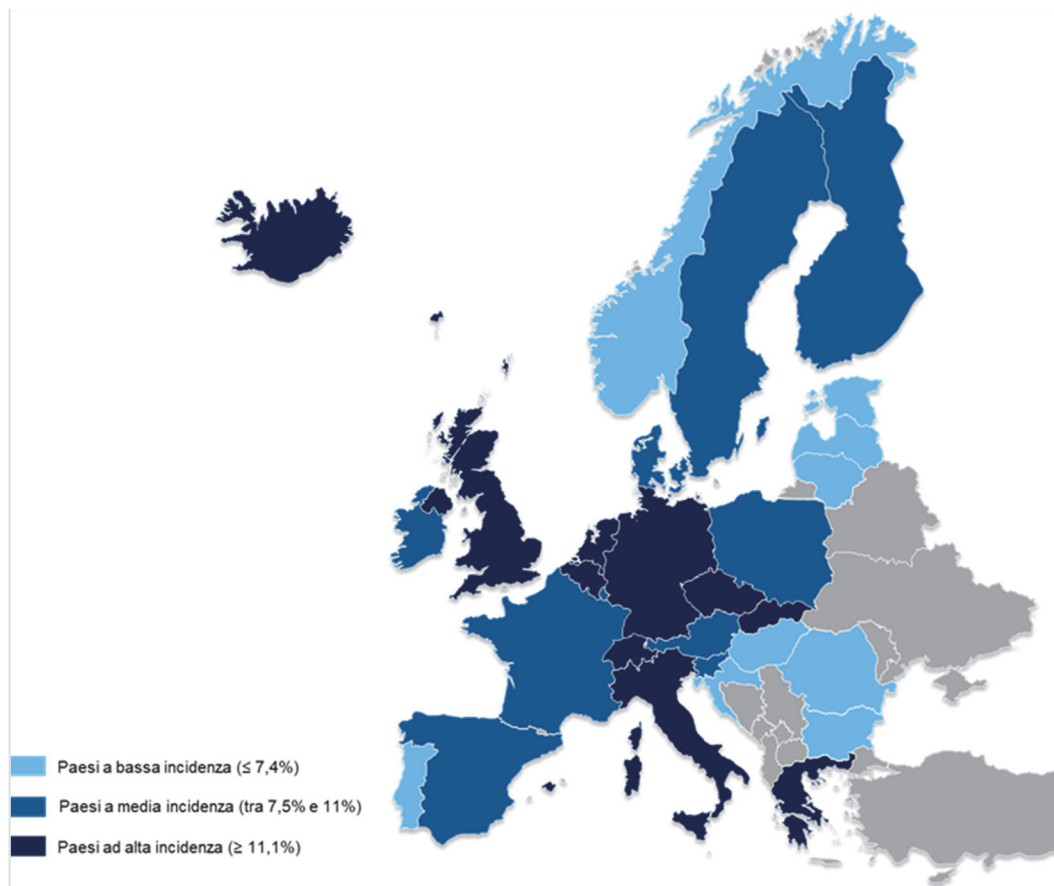 Paesi a bassa incidenza (≤ 7,4%)
Paesi a media incidenza (tra 7,5% e 11%)
Paesi ad alta incidenza (≥ 11,1%)